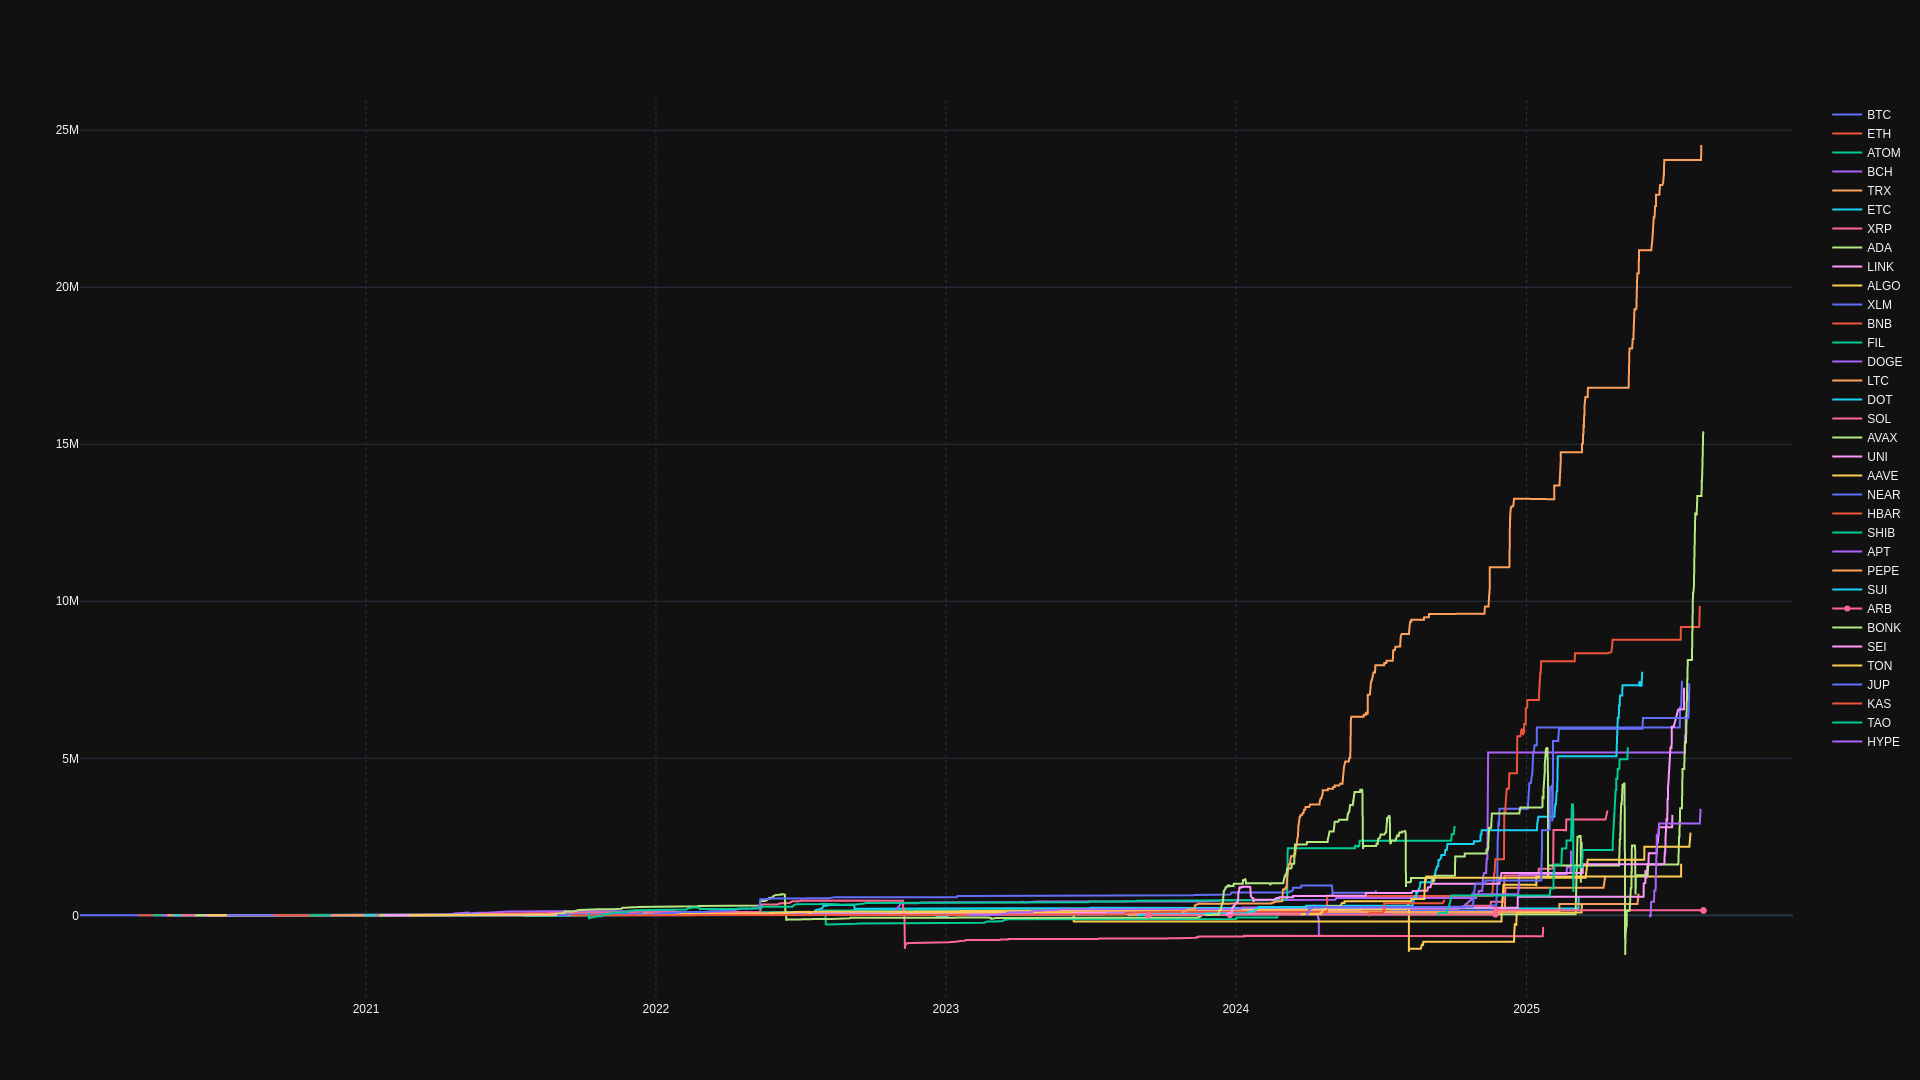 25M
20M
15M
10M
5M
0
2021
2022
2023
2024
2025
BTC
ETH
ATOM
BCH
TRX
ETC
XRP
ADA
LINK
ALGO
XLM
BNB
FIL
DOGE
LTC
DOT
SOL
AVAX
UNI
AAVE
NEAR
HBAR
SHIB
APT
PEPE
SUI
ARB
BONK
SEI
TON
JUP
KAS
TAO
HYPE